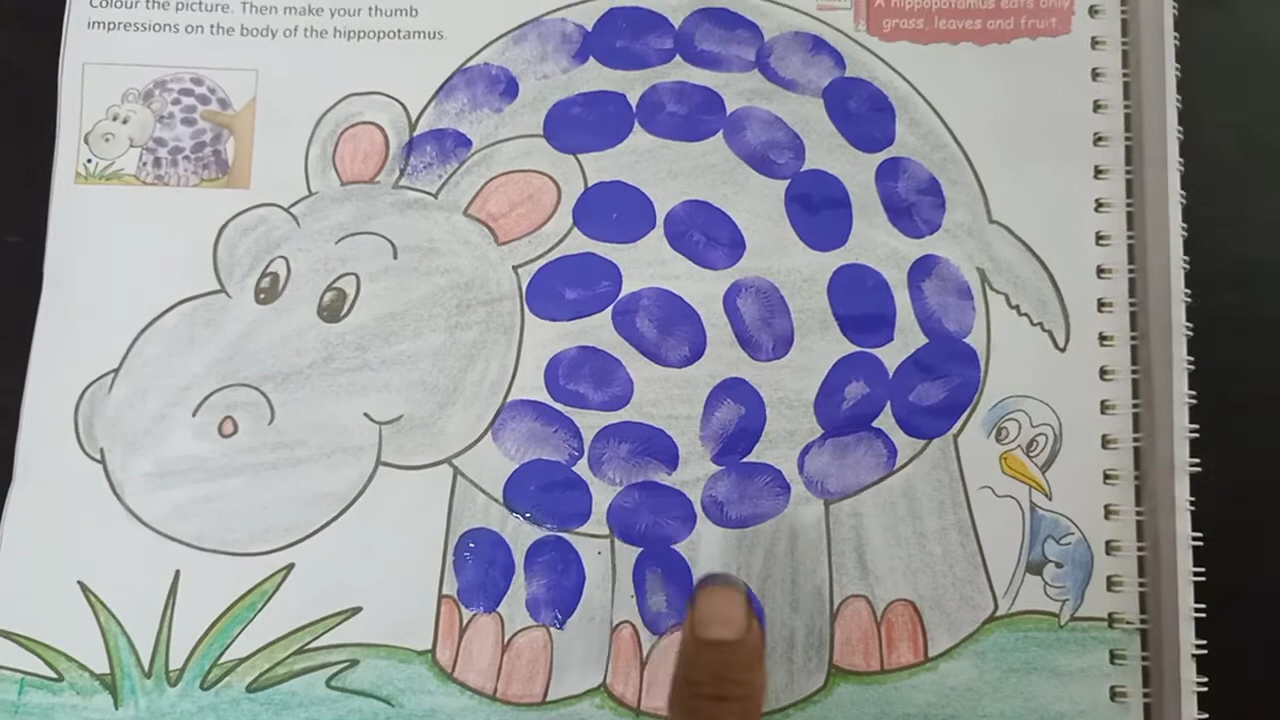 Colour the picture. Then make your thumb
impressions on the body of the hippopotamus.
A hippopotamus eats only
grass, leaves and fruit.